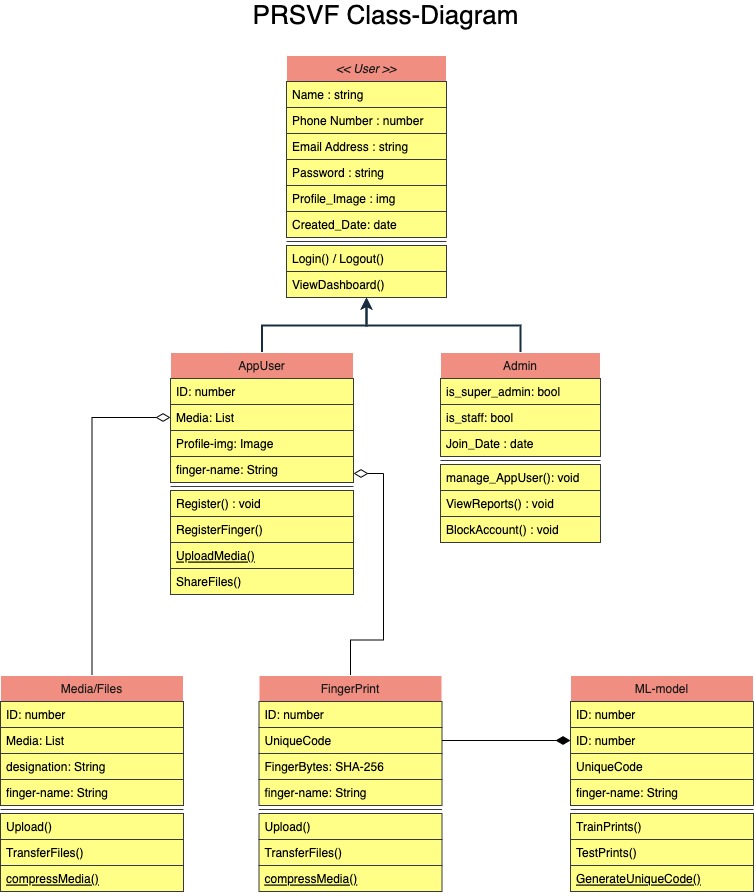 PRSVF Class-Diagram
<< User >>
Name : string
Phone Number : number
Email Address : string
Password : string
Profile_Image : img
Created_Date: date
Login() / Logout()
ViewDashboard()
AppUser
ID: number
Media: List
Profile-img: Image
finger-name: String
Register() : void
RegisterFinger()
UploadMedia()
ShareFiles()
Admin
is_super_admin: bool
is_staff: bool
Join_Date : date
manage_AppUser(): void
ViewReports() : void
BlockAccount() : void
Media/Files
ID: number
Media: List
designation: String
finger-name: String
Upload()
TransferFiles()
compressMedia()
FingerPrint
ID: number
UniqueCode
FingerBytes: SHA-256
finger-name: String
Upload()
TransferFiles()
compressMedia()
ML-model
ID: number
ID: number
UniqueCode
finger-name: String
TrainPrints()
TestPrints()
GenerateUniqueCode()